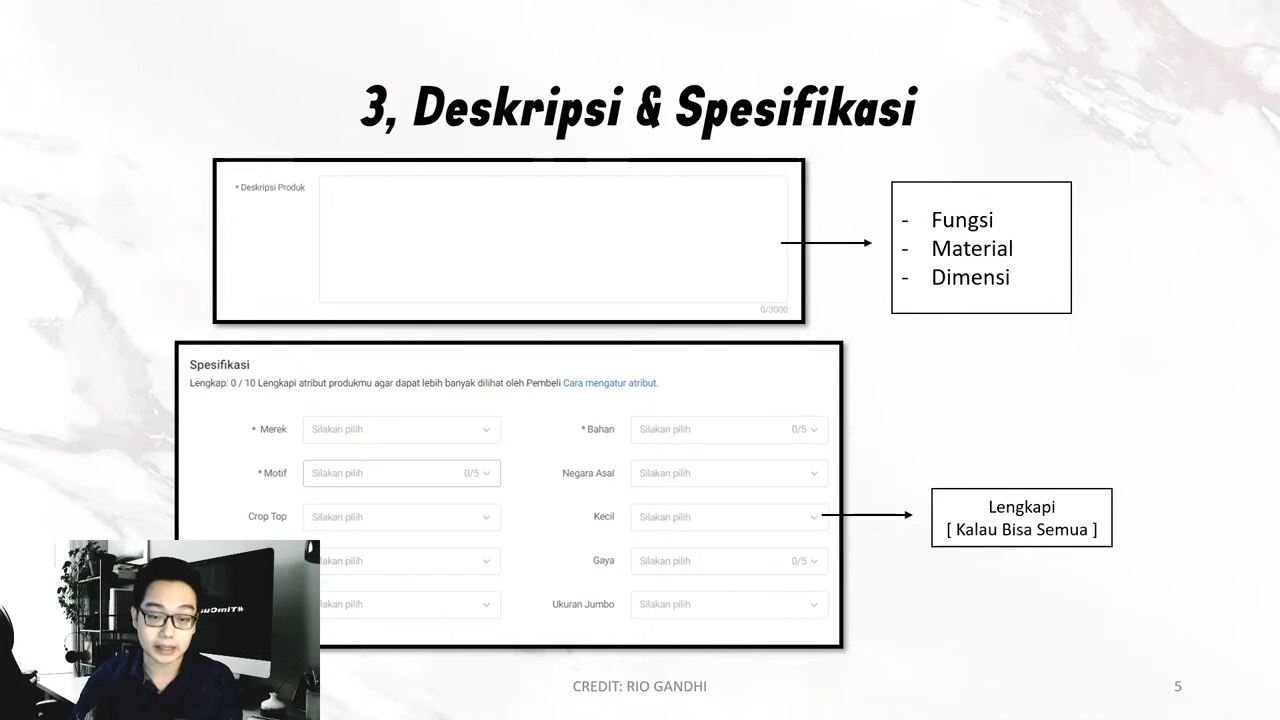 3, Deskripsi & Spesifikasi
* Deskripsi Produk
0/3000
- Fungsi
- Material
- Dimensi
Spesifikasi
Lengkap: 0 / 10 Lengkapi atribut produkmu agar dapat lebih banyak dilihat oleh Pembeli Cara mengatur atribut.
* Merek Silakan pilih
* Bahan Silakan pilih 0/5
* Motif Silakan pilih 0/5
Negara Asal Silakan pilih
Crop Top Silakan pilih
Kecil Silakan pilih
Lengkapi
[ Kalau Bisa Semua ]
pilih
Gaya Silakan pilih 0/5
pilih
Ukuran Jumbo Silakan pilih
CREDIT: RIO GANDHI
5